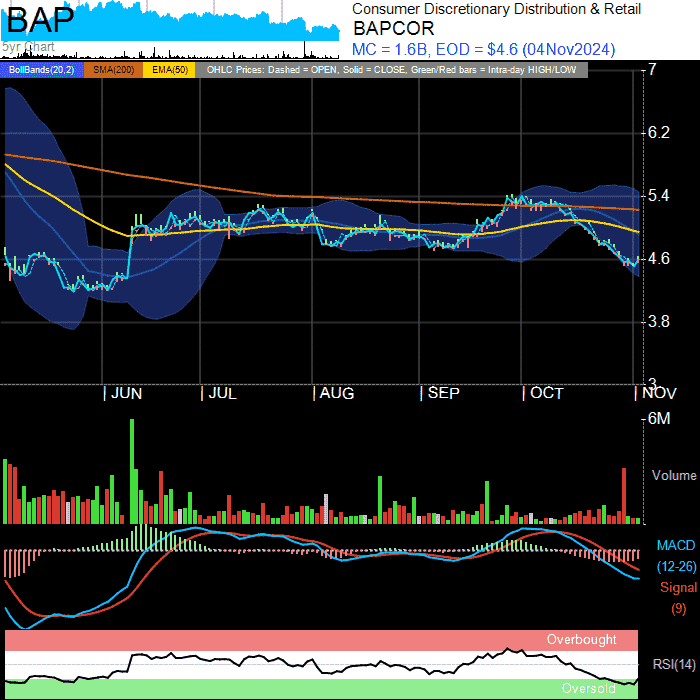 BAP
5yr Chart
Consumer Discretionary Distribution & Retail
BAPCOR
MC = 1.6B, EOD = $4.6 (04Nov2024)
BollBands(20,2) SMA(200) EMA(50) OHLC Prices: Dashed = OPEN, Solid = CLOSE, Green/Red bars = Intra-day HIGH/LOW
7
6.2
5.4
4.6
3.8
3
JUN JUL AUG SEP OCT NOV
6M
Volume
MACD
(12-26)
Signal
(9)
Overbought
RSI(14)
Oversold